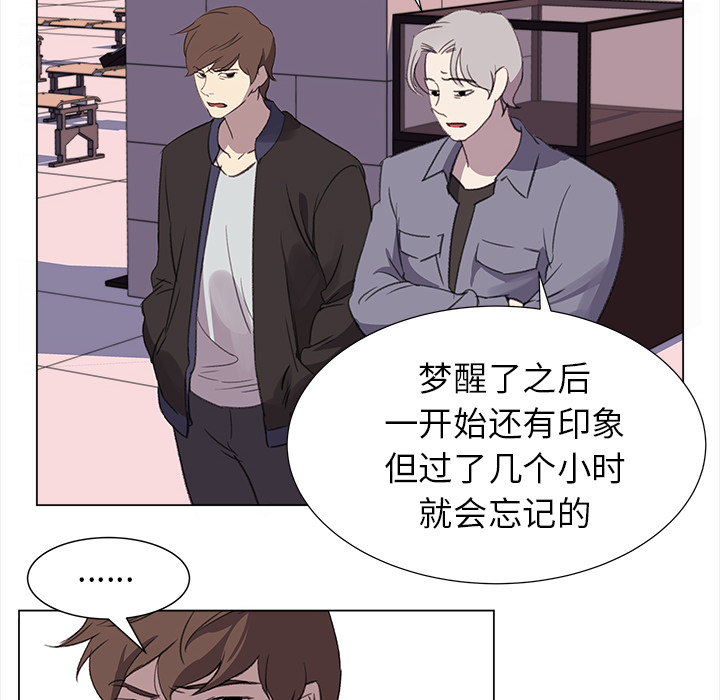 梦醒了之后
一开始还有印象
但过了几个小时
就会忘记的
……